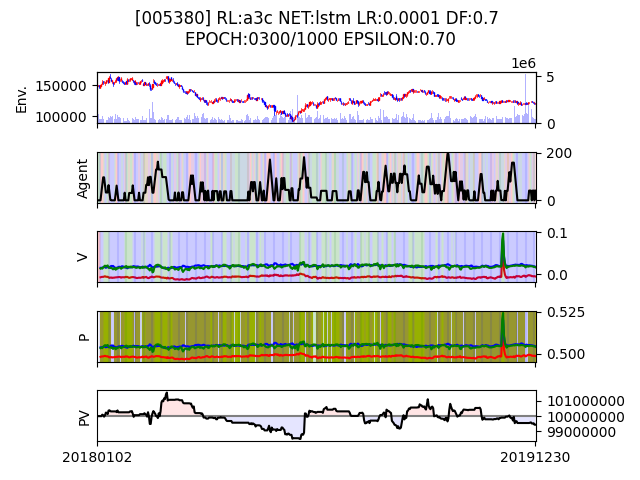 [005380] RL:a3c NET:lstm LR:0.0001 DF:0.7
EPOCH:0300/1000 EPSILON:0.70
1e6
Env.
150000
100000
5
0
Agent
200
0
V
0.1
0.0
P
0.525
0.500
PV
101000000
100000000
99000000
20180102
20191230